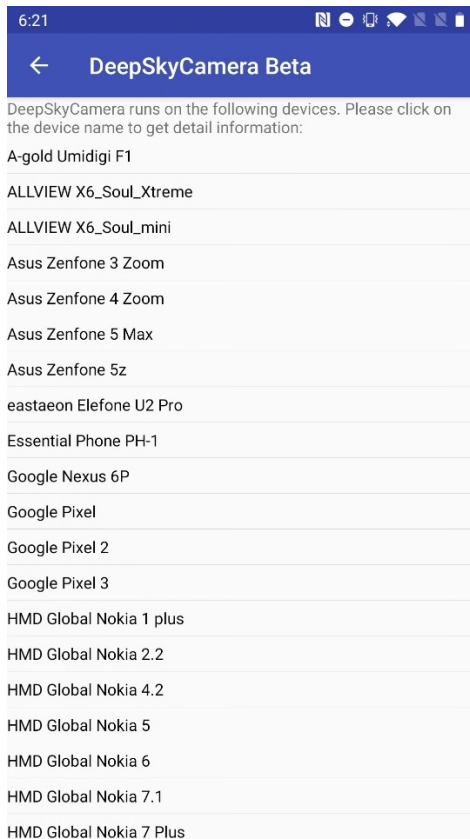 6:21
DeepSkyCamera Beta
DeepSkyCamera runs on the following devices. Please click on
the device name to get detail information:
A-gold Umidigi F1
ALLVIEW X6_Soul_Xtreme
ALLVIEW X6_Soul_mini
Asus Zenfone 3 Zoom
Asus Zenfone 4 Zoom
Asus Zenfone 5 Max
Asus Zenfone 5z
eastaeon Elefone U2 Pro
Essential Phone PH-1
Google Nexus 6P
Google Pixel
Google Pixel 2
Google Pixel 3
HMD Global Nokia 1 plus
HMD Global Nokia 2.2
HMD Global Nokia 4.2
HMD Global Nokia 5
HMD Global Nokia 6
HMD Global Nokia 7.1
HMD Global Nokia 7 Plus